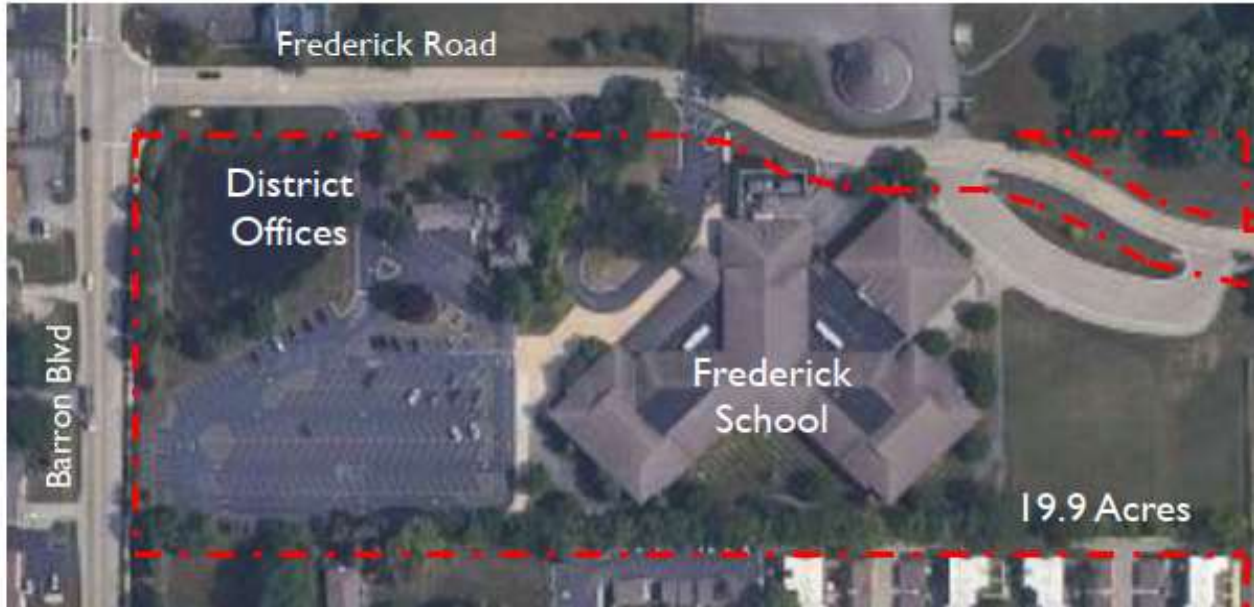 Frederick Road
District
Offices
Barron Blvd
Frederick
School
19.9 Acres